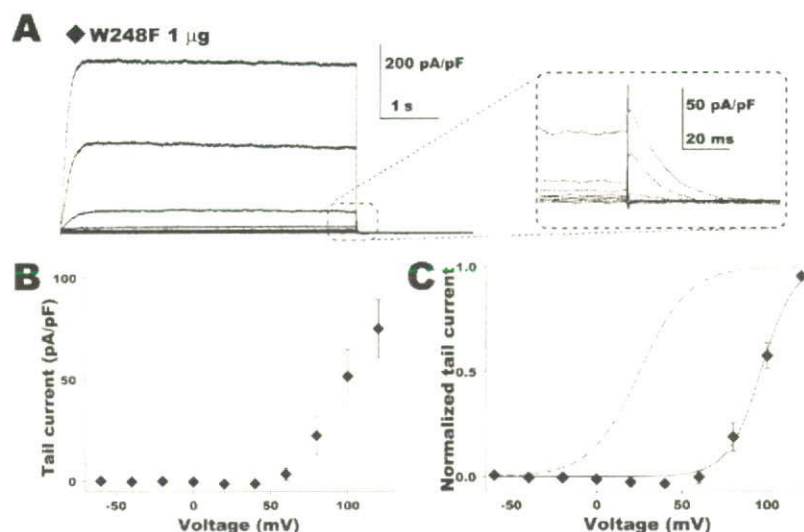 A
◆ W248F 1 µg
200 pA/pF
1 s
50 pA/pF
20 ms
B
Tail current (pA/pF)
100
50
0
-50
0
50
100
Voltage (mV)
C
Normalized tail current
1.0
0.5
0.0
-50
0
50
100
Voltage (mV)